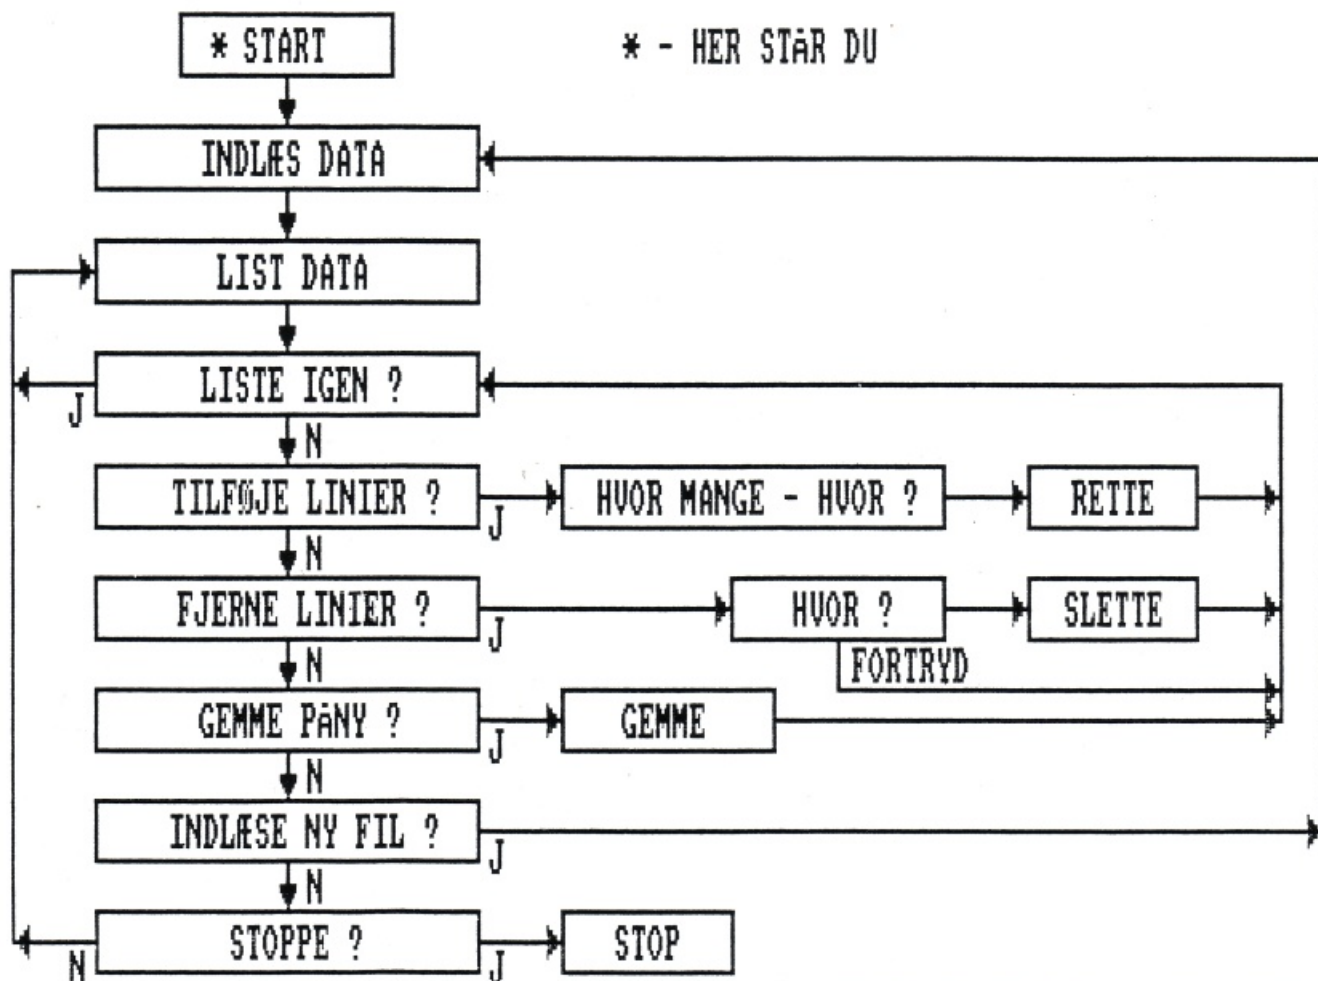 * START
* - HER STÅR DU
INDLÆS DATA
LIST DATA
LISTE IGEN ?
J
N
TILFØJE LINIER ?
J
HVOR MANGE - HVOR ?
RETTE
N
FJERNE LINIER ?
J
HVOR ?
SLETTE
FORTRYD
N
GEMME PÅNY ?
J
GEMME
N
INDLÆSE NY FIL ?
J
N
STOPPE ?
N
J
STOP